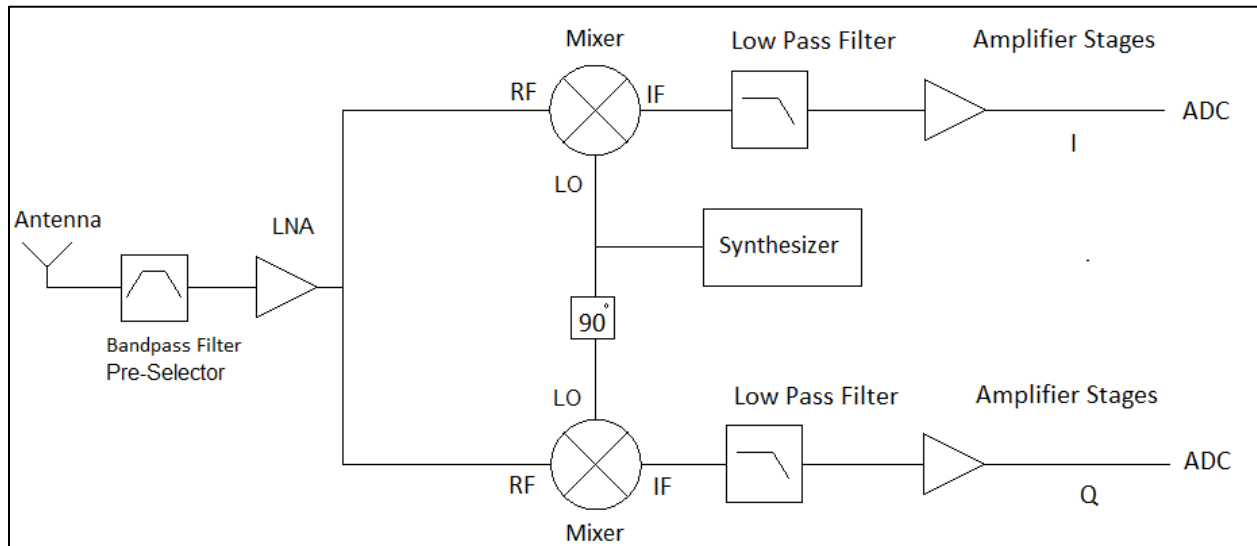 Mixer
Low Pass Filter
Amplifier Stages
RF
IF
ADC
I
LO
Antenna
LNA
Synthesizer
90°
Bandpass Filter
Pre-Selector
LO
Low Pass Filter
Amplifier Stages
RF
IF
ADC
Q
Mixer